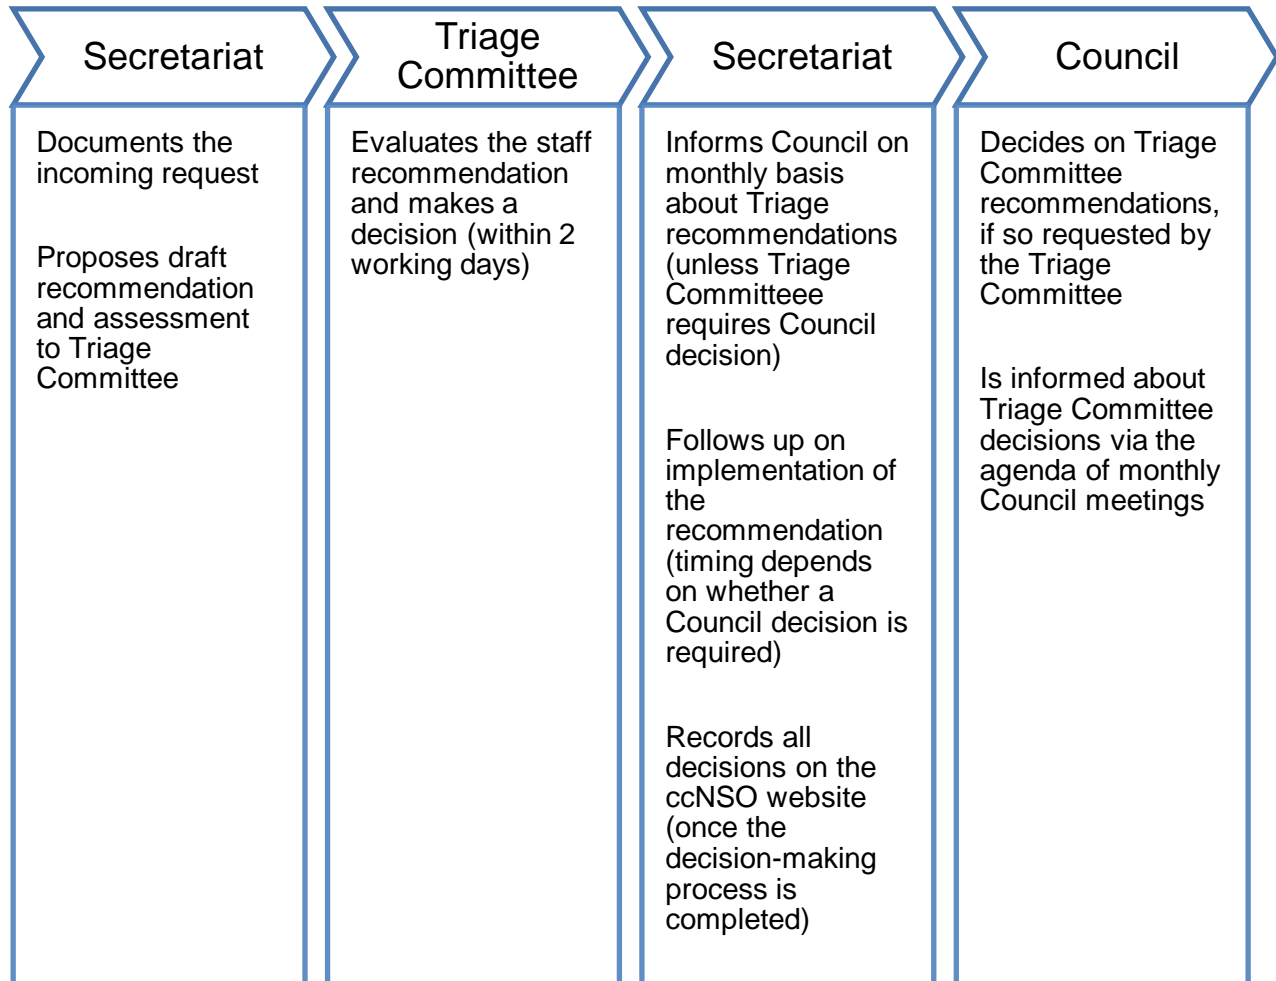 Secretariat
Documents the
incoming request
Proposes draft
recommendation
and assessment
to Triage
Committee
Triage
Committee
Evaluates the staff
recommendation
and makes a
decision (within 2
working days)
Secretariat
Informs Council on
monthly basis
about Triage
recommendations
(unless Triage
Committeee
requires Council
decision)
Follows up on
implementation of
the
recommendation
(timing depends
on whether a
Council decision is
required)
Records all
decisions on the
ccNSO website
(once the
decision-making
process is
completed)
Council
Decides on Triage
Committee
recommendations,
if so requested by
the Triage
Committee
Is informed about
Triage Committee
decisions via the
agenda of monthly
Council meetings